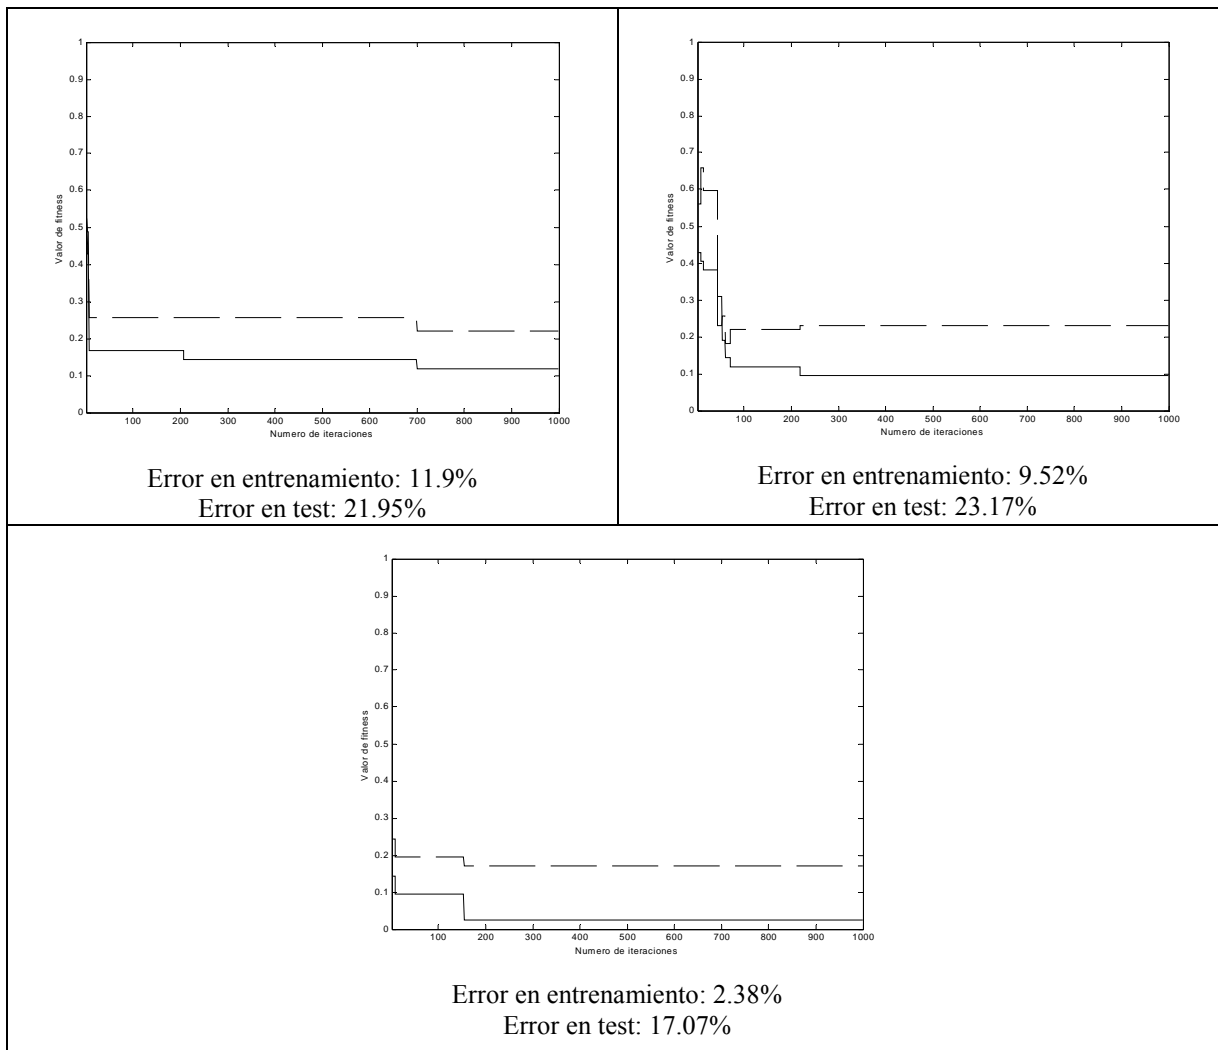 1
0.9
0.8
0.7
0.6
0.5
0.4
0.3
0.2
0.1
0
Valor de fitness
100 200 300 400 500 600 700 800 900 1000
Numero de iteraciones
Error en entrenamiento: 11.9%
Error en test: 21.95%
1
0.9
0.8
0.7
0.6
0.5
0.4
0.3
0.2
0.1
0
Valor de fitness
100 200 300 400 500 600 700 800 900 1000
Numero de iteraciones
Error en entrenamiento: 9.52%
Error en test: 23.17%
1
0.9
0.8
0.7
0.6
0.5
0.4
0.3
0.2
0.1
0
Valor de fitness
100 200 300 400 500 600 700 800 900 1000
Numero de iteraciones
Error en entrenamiento: 2.38%
Error en test: 17.07%